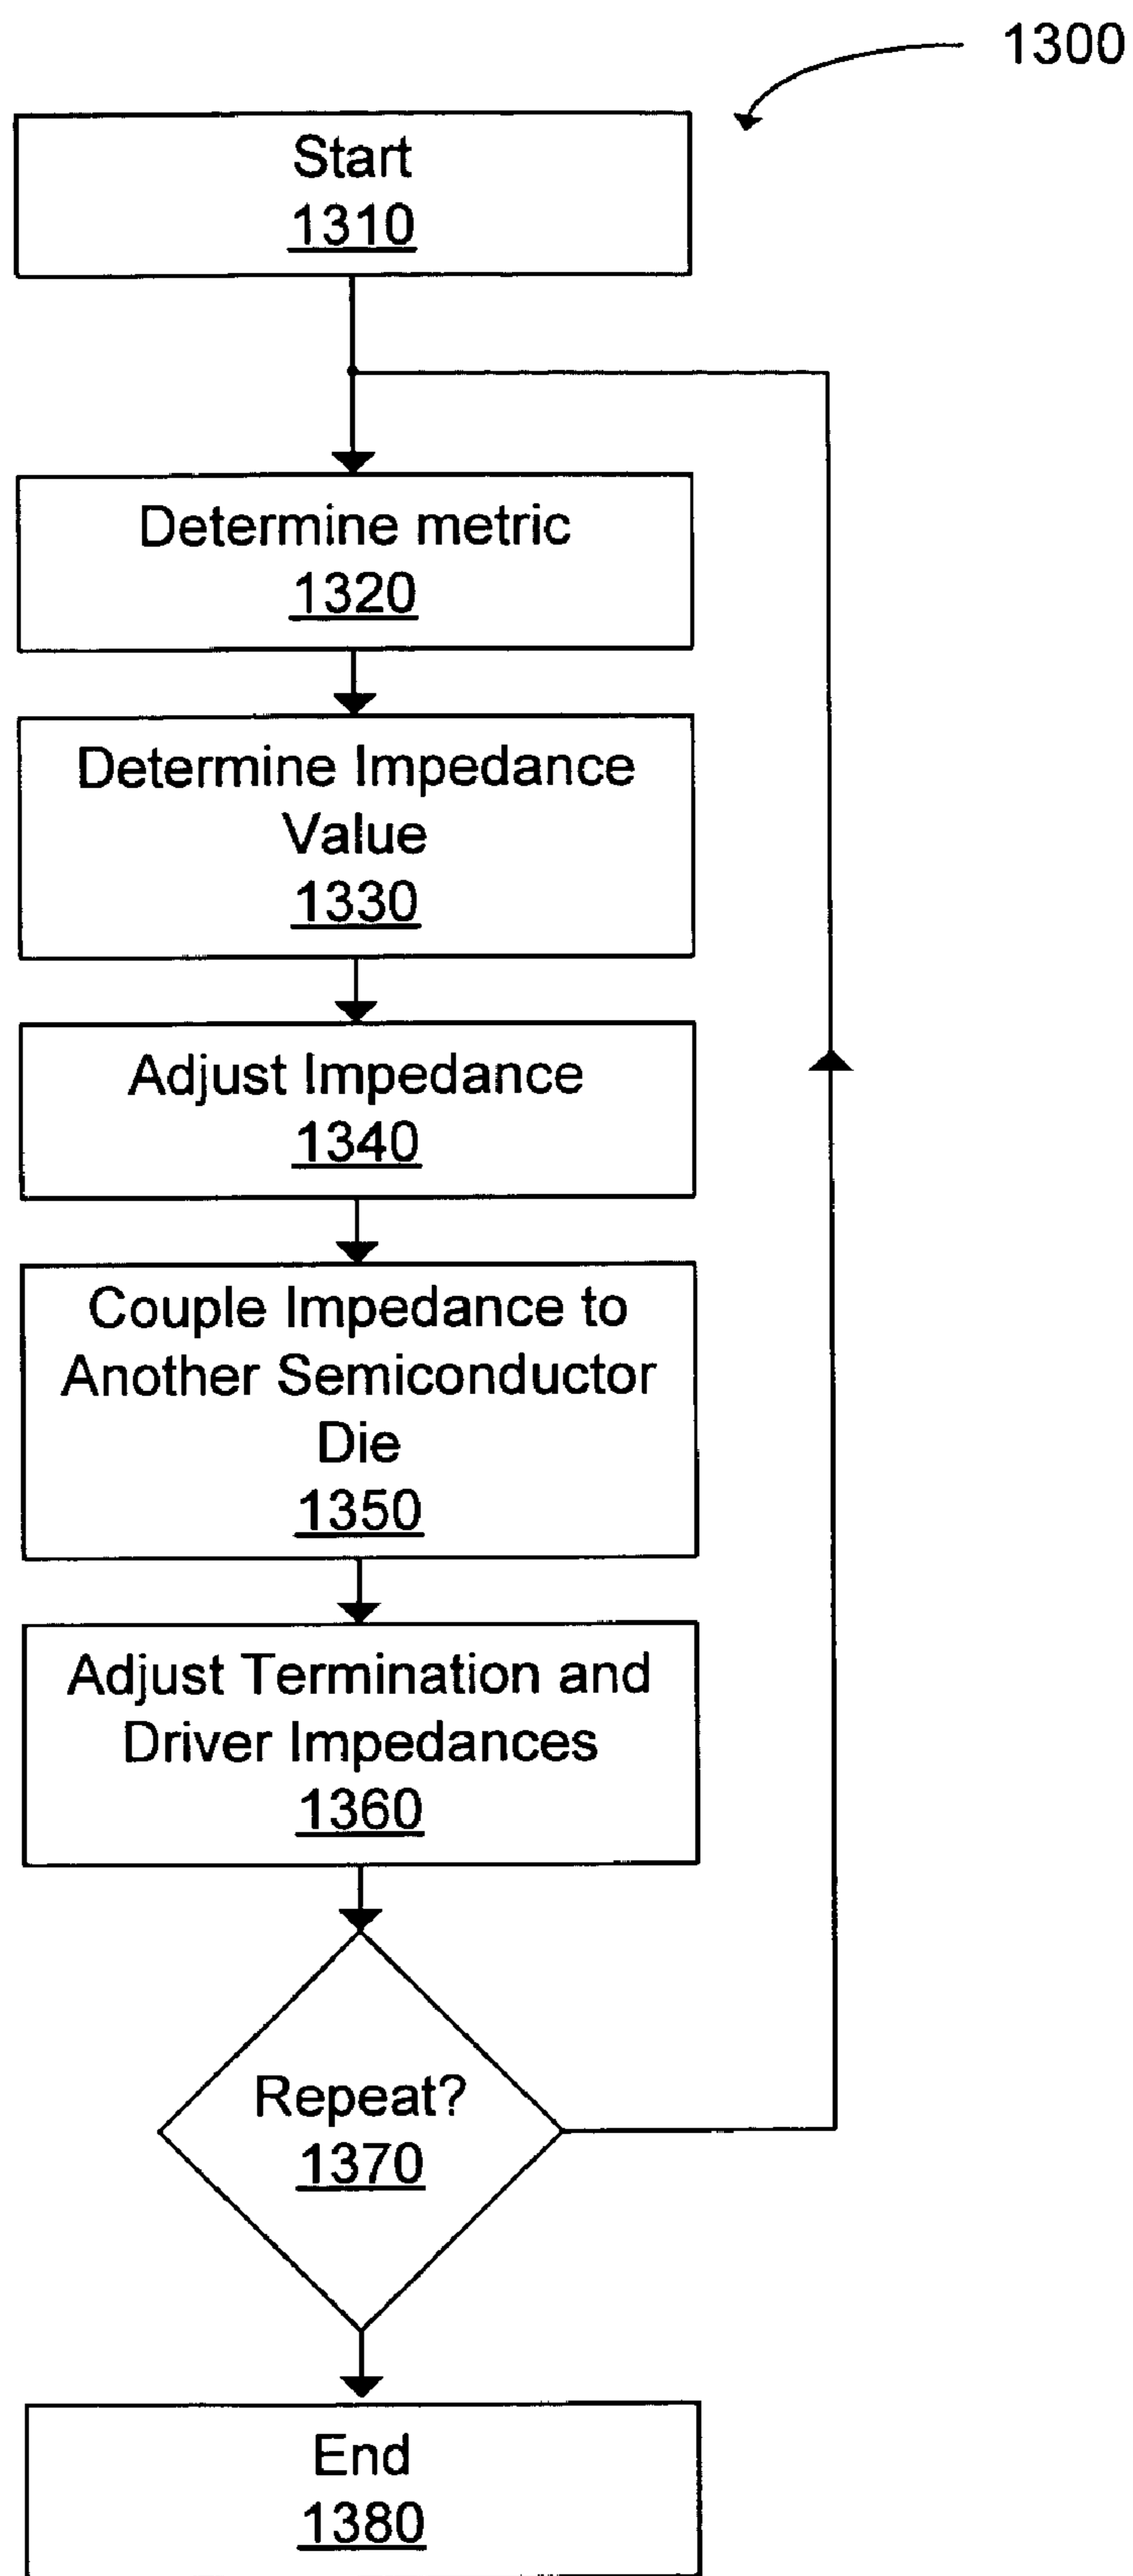 1300
Start
1310
Determine metric
1320
Determine Impedance
Value
1330
Adjust Impedance
1340
Couple Impedance to
Another Semiconductor
Die
1350
Adjust Termination and
Driver Impedances
1360
Repeat?
1370
End
1380